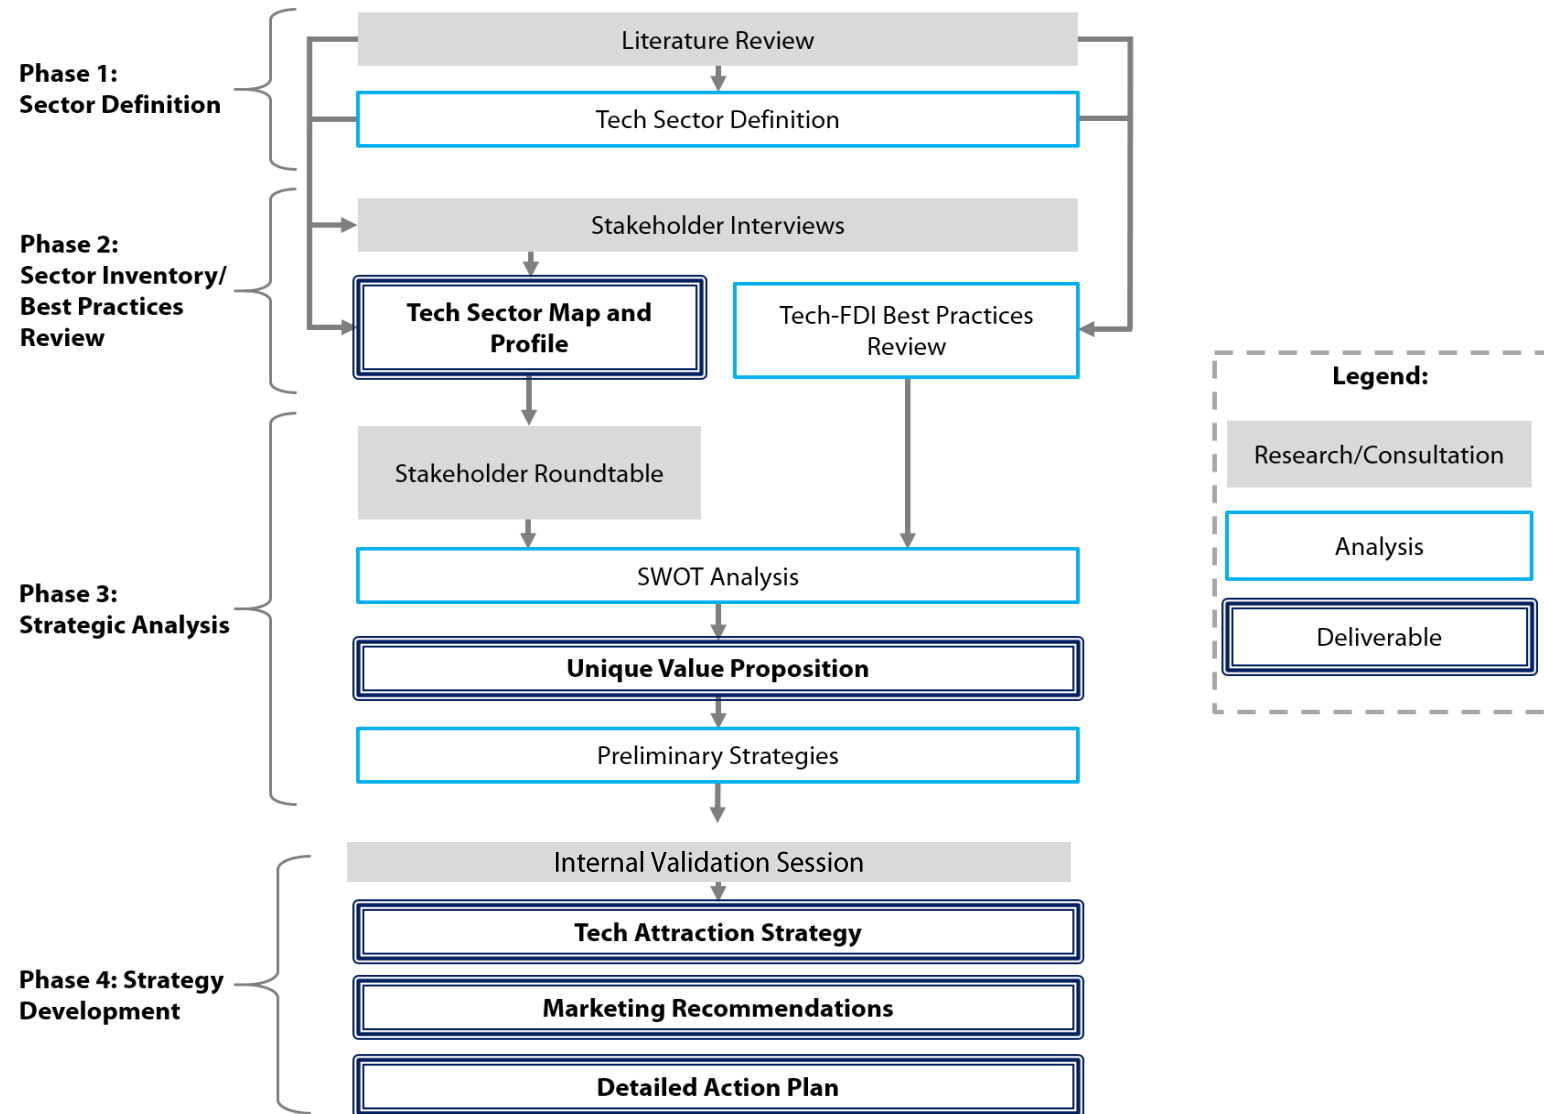 Phase 1:
Sector Definition
Literature Review
Tech Sector Definition
Phase 2:
Sector Inventory/
Best Practices
Review
Stakeholder Interviews
Tech Sector Map and
Profile
Tech-FDI Best Practices
Review
Phase 3:
Strategic Analysis
Stakeholder Roundtable
SWOT Analysis
Unique Value Proposition
Preliminary Strategies
Phase 4: Strategy
Development
Internal Validation Session
Tech Attraction Strategy
Marketing Recommendations
Detailed Action Plan
Legend:
Research/Consultation
Analysis
Deliverable